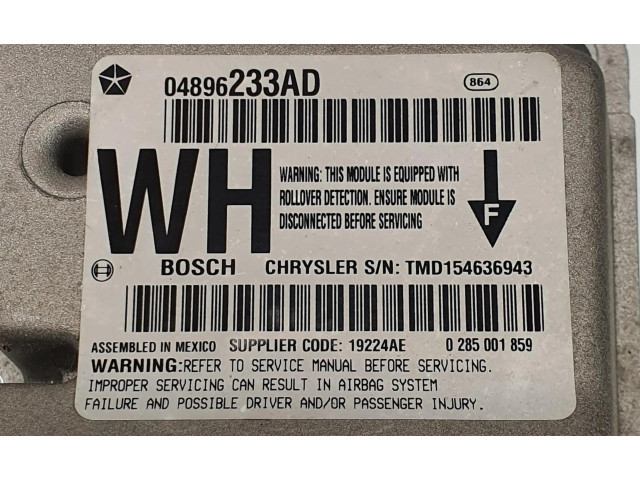 04896233AD
864
WH
WARNING: THIS MODULE IS EQUIPPED WITH
ROLLOVER DETECTION. ENSURE MODULE IS
DISCONNECTED BEFORE SERVICING
F
BOSCH CHRYSLER S/N: TMD154636943
ASSEMBLED IN MEXICO SUPPLIER CODE: 19224AE 0 285 001 859
WARNING:REFER TO SERVICE MANUAL BEFORE SERVICING.
IMPROPER SERVICING CAN RESULT IN AIRBAG SYSTEM
FAILURE AND POSSIBLE DRIVER AND/OR PASSENGER INJURY.